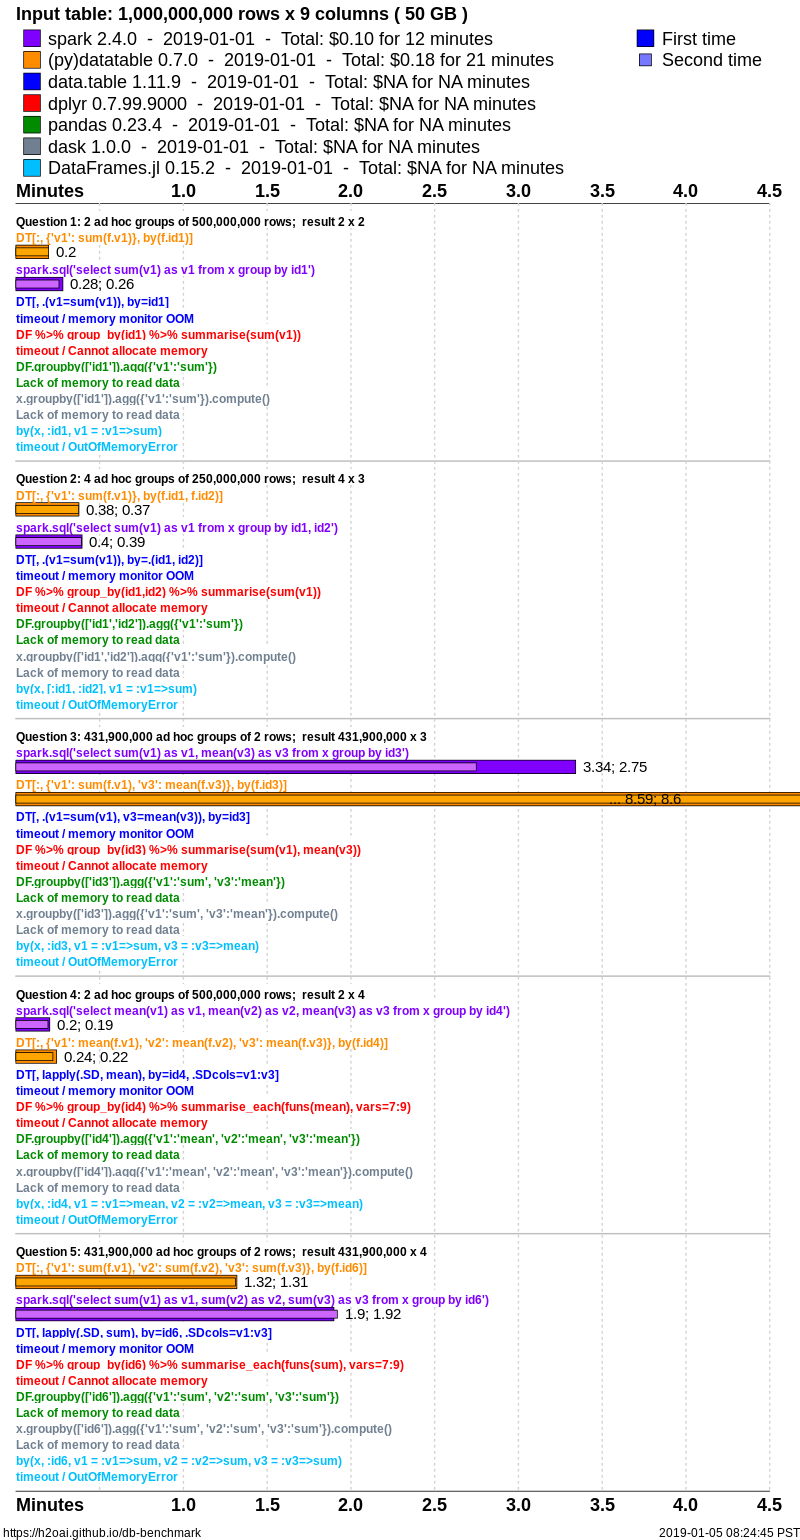 Input table: 1,000,000,000 rows x 9 columns ( 50 GB )
spark 2.4.0 - 2019-01-01 - Total: $0.10 for 12 minutes
First time
(py)datatable 0.7.0 - 2019-01-01 - Total: $0.18 for 21 minutes
Second time
data.table 1.11.9 - 2019-01-01 - Total: $NA for NA minutes
dplyr 0.7.99.9000 - 2019-01-01 - Total: $NA for NA minutes
pandas 0.23.4 - 2019-01-01 - Total: $NA for NA minutes
dask 1.0.0 - 2019-01-01 - Total: $NA for NA minutes
DataFrames.jl 0.15.2 - 2019-01-01 - Total: $NA for NA minutes
Minutes 1.0 1.5 2.0 2.5 3.0 3.5 4.0 4.5
Question 1: 2 ad hoc groups of 500,000,000 rows; result 2 x 2
DT[:, {'v1': sum(f.v1)}, by(f.id1)]
0.2
spark.sql('select sum(v1) as v1 from x group by id1')
0.28; 0.26
DT[, .(v1=sum(v1)), by=id1]
timeout / memory monitor OOM
DF %>% group_by(id1) %>% summarise(sum(v1))
timeout / Cannot allocate memory
DF.groupby(['id1']).agg({'v1':'sum'})
Lack of memory to read data
x.groupby(['id1']).agg({'v1':'sum'}).compute()
Lack of memory to read data
by(x, :id1, v1 = :v1=>sum)
timeout / OutOfMemoryError
Question 2: 4 ad hoc groups of 250,000,000 rows; result 4 x 3
DT[:, {'v1': sum(f.v1)}, by(f.id1, f.id2)]
0.38; 0.37
spark.sql('select sum(v1) as v1 from x group by id1, id2')
0.4; 0.39
DT[, .(v1=sum(v1)), by=.(id1, id2)]
timeout / memory monitor OOM
DF %>% group_by(id1,id2) %>% summarise(sum(v1))
timeout / Cannot allocate memory
DF.groupby(['id1','id2']).agg({'v1':'sum'})
Lack of memory to read data
x.groupby(['id1','id2']).agg({'v1':'sum'}).compute()
Lack of memory to read data
by(x, [:id1, :id2], v1 = :v1=>sum)
timeout / OutOfMemoryError
Question 3: 431,900,000 ad hoc groups of 2 rows; result 431,900,000 x 3
spark.sql('select sum(v1) as v1, mean(v3) as v3 from x group by id3')
3.34; 2.75
DT[:, {'v1': sum(f.v1), 'v3': mean(f.v3)}, by(f.id3)]
... 8.59; 8.6
DT[, .(v1=sum(v1), v3=mean(v3)), by=id3]
timeout / memory monitor OOM
DF %>% group_by(id3) %>% summarise(sum(v1), mean(v3))
timeout / Cannot allocate memory
DF.groupby(['id3']).agg({'v1':'sum', 'v3':'mean'})
Lack of memory to read data
x.groupby(['id3']).agg({'v1':'sum', 'v3':'mean'}).compute()
Lack of memory to read data
by(x, :id3, v1 = :v1=>sum, v3 = :v3=>mean)
timeout / OutOfMemoryError
Question 4: 2 ad hoc groups of 500,000,000 rows; result 2 x 4
spark.sql('select mean(v1) as v1, mean(v2) as v2, mean(v3) as v3 from x group by id4')
0.2; 0.19
DT[:, {'v1': mean(f.v1), 'v2': mean(f.v2), 'v3': mean(f.v3)}, by(f.id4)]
0.24; 0.22
DT[, lapply(.SD, mean), by=id4, .SDcols=v1:v3]
timeout / memory monitor OOM
DF %>% group_by(id4) %>% summarise_each(funs(mean), vars=7:9)
timeout / Cannot allocate memory
DF.groupby(['id4']).agg({'v1':'mean', 'v2':'mean', 'v3':'mean'})
Lack of memory to read data
x.groupby(['id4']).agg({'v1':'mean', 'v2':'mean', 'v3':'mean'}).compute()
Lack of memory to read data
by(x, :id4, v1 = :v1=>mean, v2 = :v2=>mean, v3 = :v3=>mean)
timeout / OutOfMemoryError
Question 5: 431,900,000 ad hoc groups of 2 rows; result 431,900,000 x 4
DT[:, {'v1': sum(f.v1), 'v2': sum(f.v2), 'v3': sum(f.v3)}, by(f.id6)]
1.32; 1.31
spark.sql('select sum(v1) as v1, sum(v2) as v2, sum(v3) as v3 from x group by id6')
1.9; 1.92
DT[, lapply(.SD, sum), by=id6, .SDcols=v1:v3]
timeout / memory monitor OOM
DF %>% group_by(id6) %>% summarise_each(funs(sum), vars=7:9)
timeout / Cannot allocate memory
DF.groupby(['id6']).agg({'v1':'sum', 'v2':'sum', 'v3':'sum'})
Lack of memory to read data
x.groupby(['id6']).agg({'v1':'sum', 'v2':'sum', 'v3':'sum'}).compute()
Lack of memory to read data
by(x, :id6, v1 = :v1=>sum, v2 = :v2=>sum, v3 = :v3=>sum)
timeout / OutOfMemoryError
Minutes 1.0 1.5 2.0 2.5 3.0 3.5 4.0 4.5
https://h2oai.github.io/db-benchmark
2019-01-05 08:24:45 PST